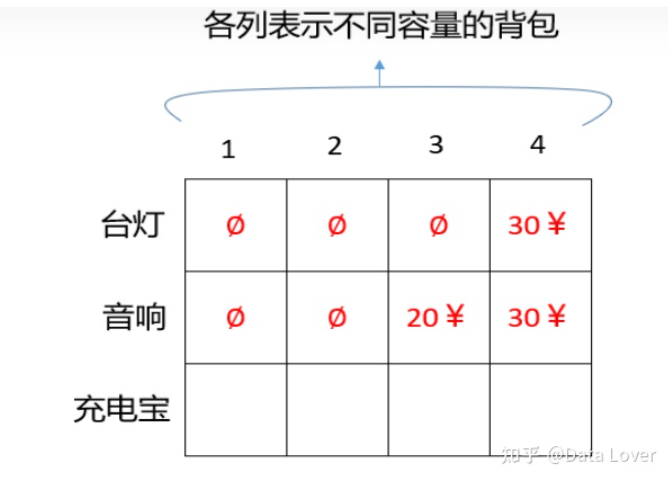 各列表示不同容量的背包
1 2 3 4
台灯 Ø Ø Ø 30¥
音响 Ø Ø 20¥ 30¥
充电宝
知乎 @Data Lover